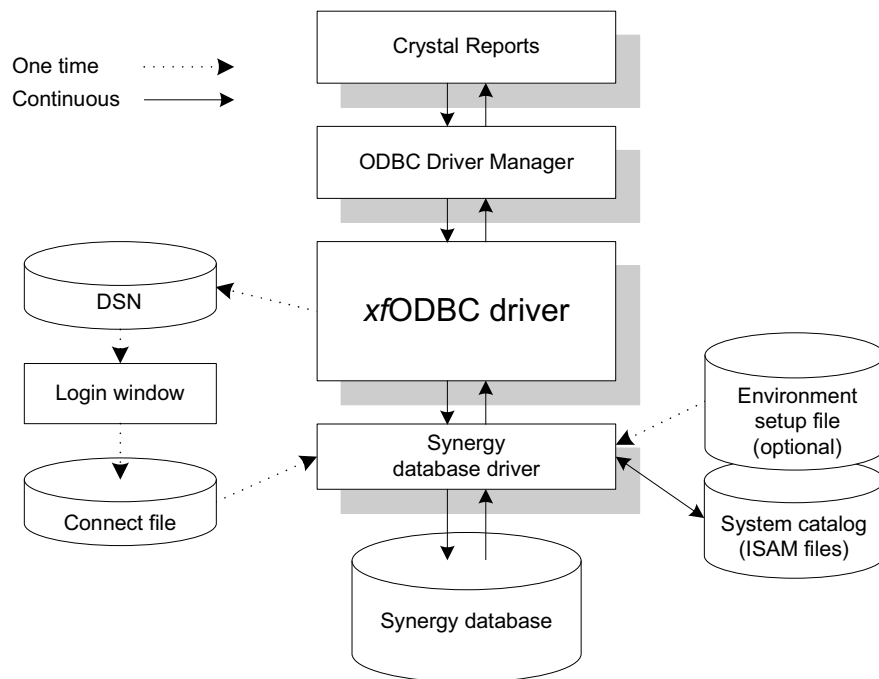 Crystal Reports
One time
Continuous
ODBC Driver Manager
xfODBC driver
DSN
Login window
Connect file
Synergy
database driver
Environment
setup file
(optional)
System catalog
(ISAM files)
Synergy database